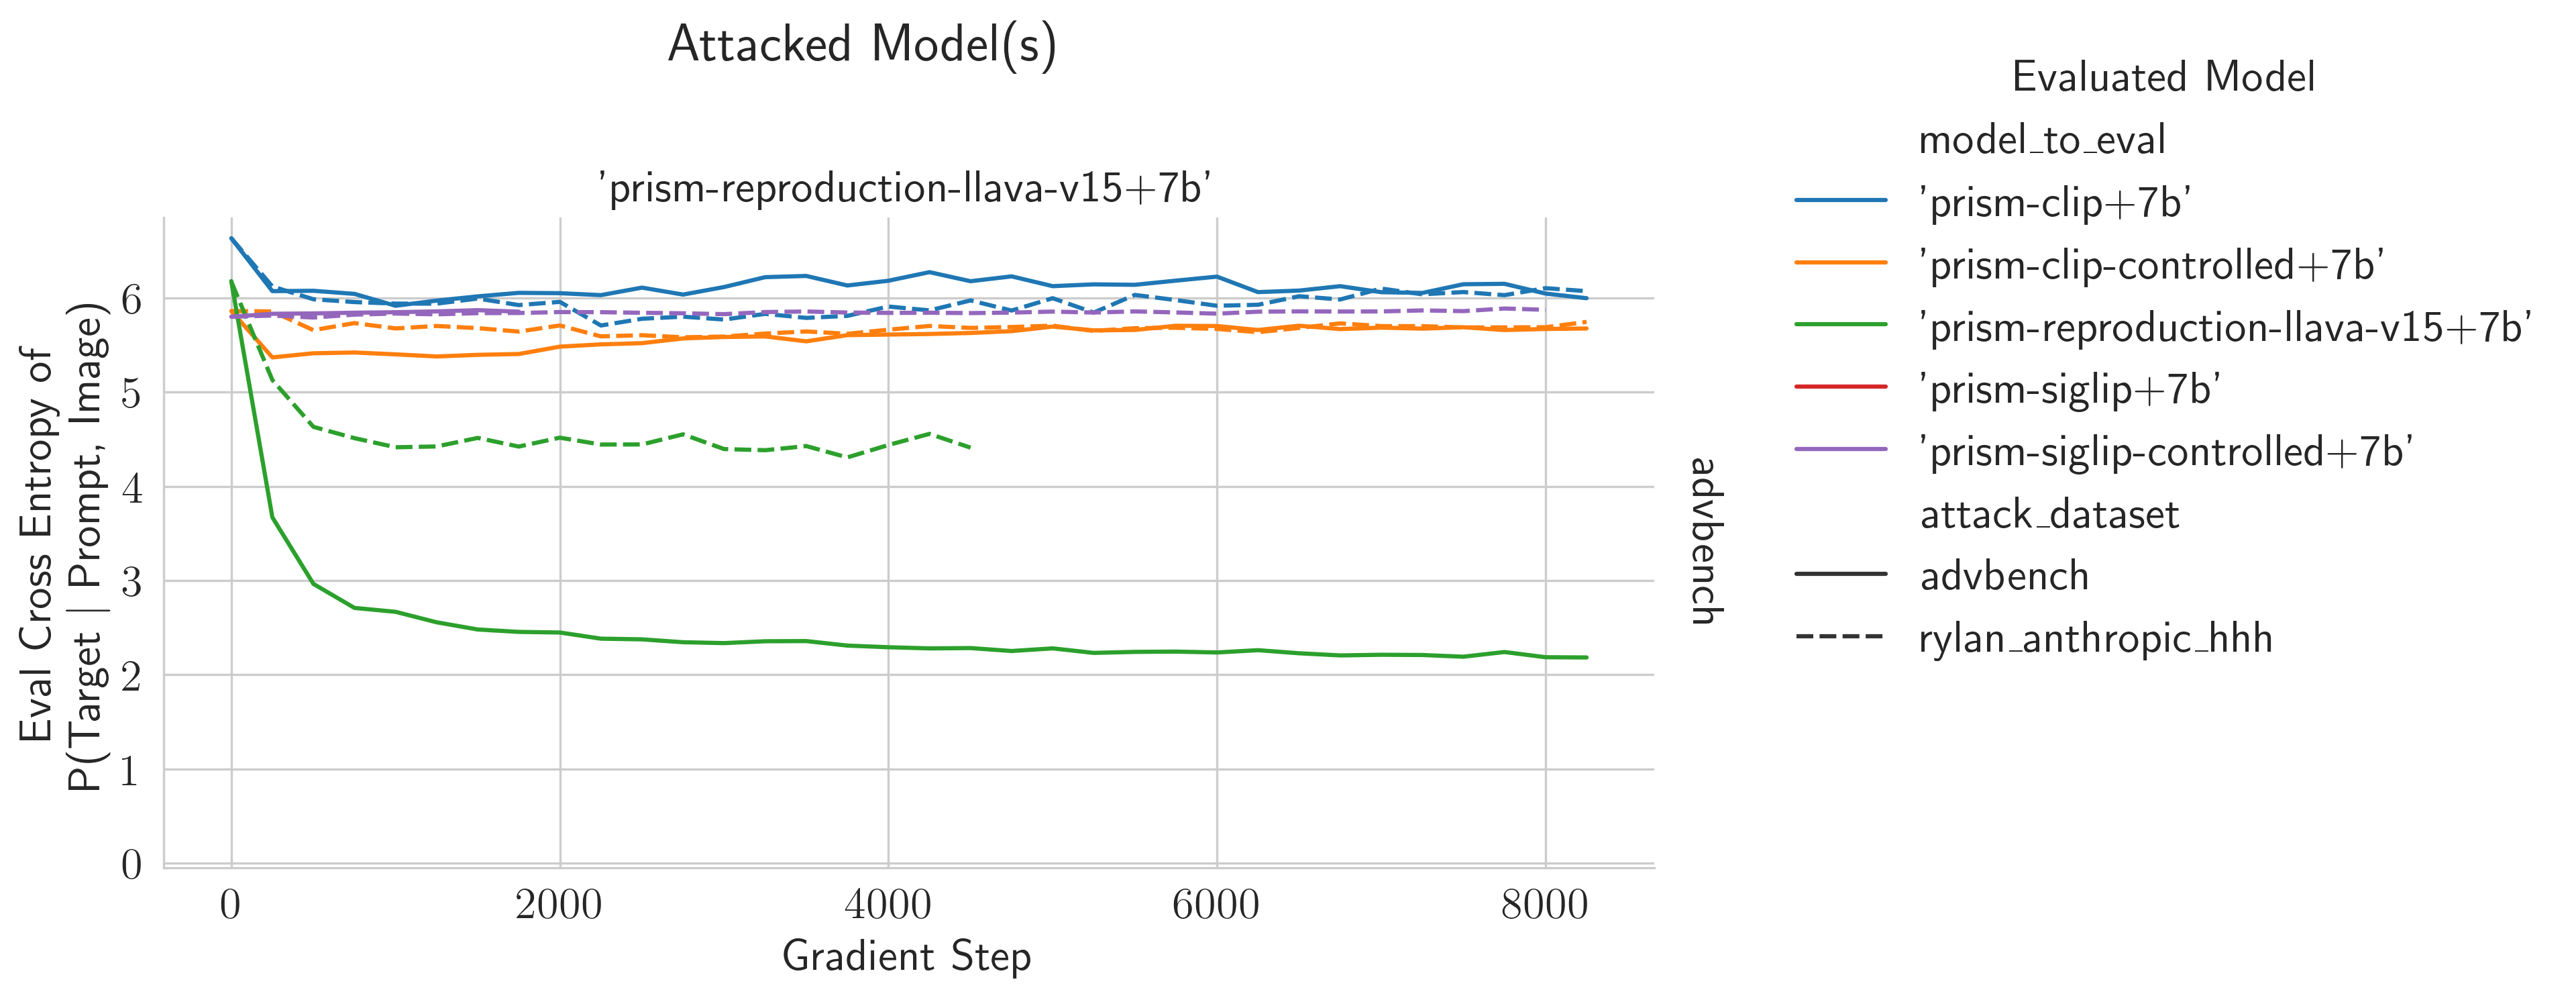 Attacked Model(s)
'prism-reproduction-llava-v15+7b'
Eval Cross Entropy of
P(Target | Prompt, Image)
6
5
4
3
2
1
0
0 2000 4000 6000 8000
Gradient Step
advbench
Evaluated Model
model_to_eval
'prism-clip+7b'
'prism-clip-controlled+7b'
'prism-reproduction-llava-v15+7b'
'prism-siglip+7b'
'prism-siglip-controlled+7b'
attack_dataset
advbench
rylan_anthropic_hhh